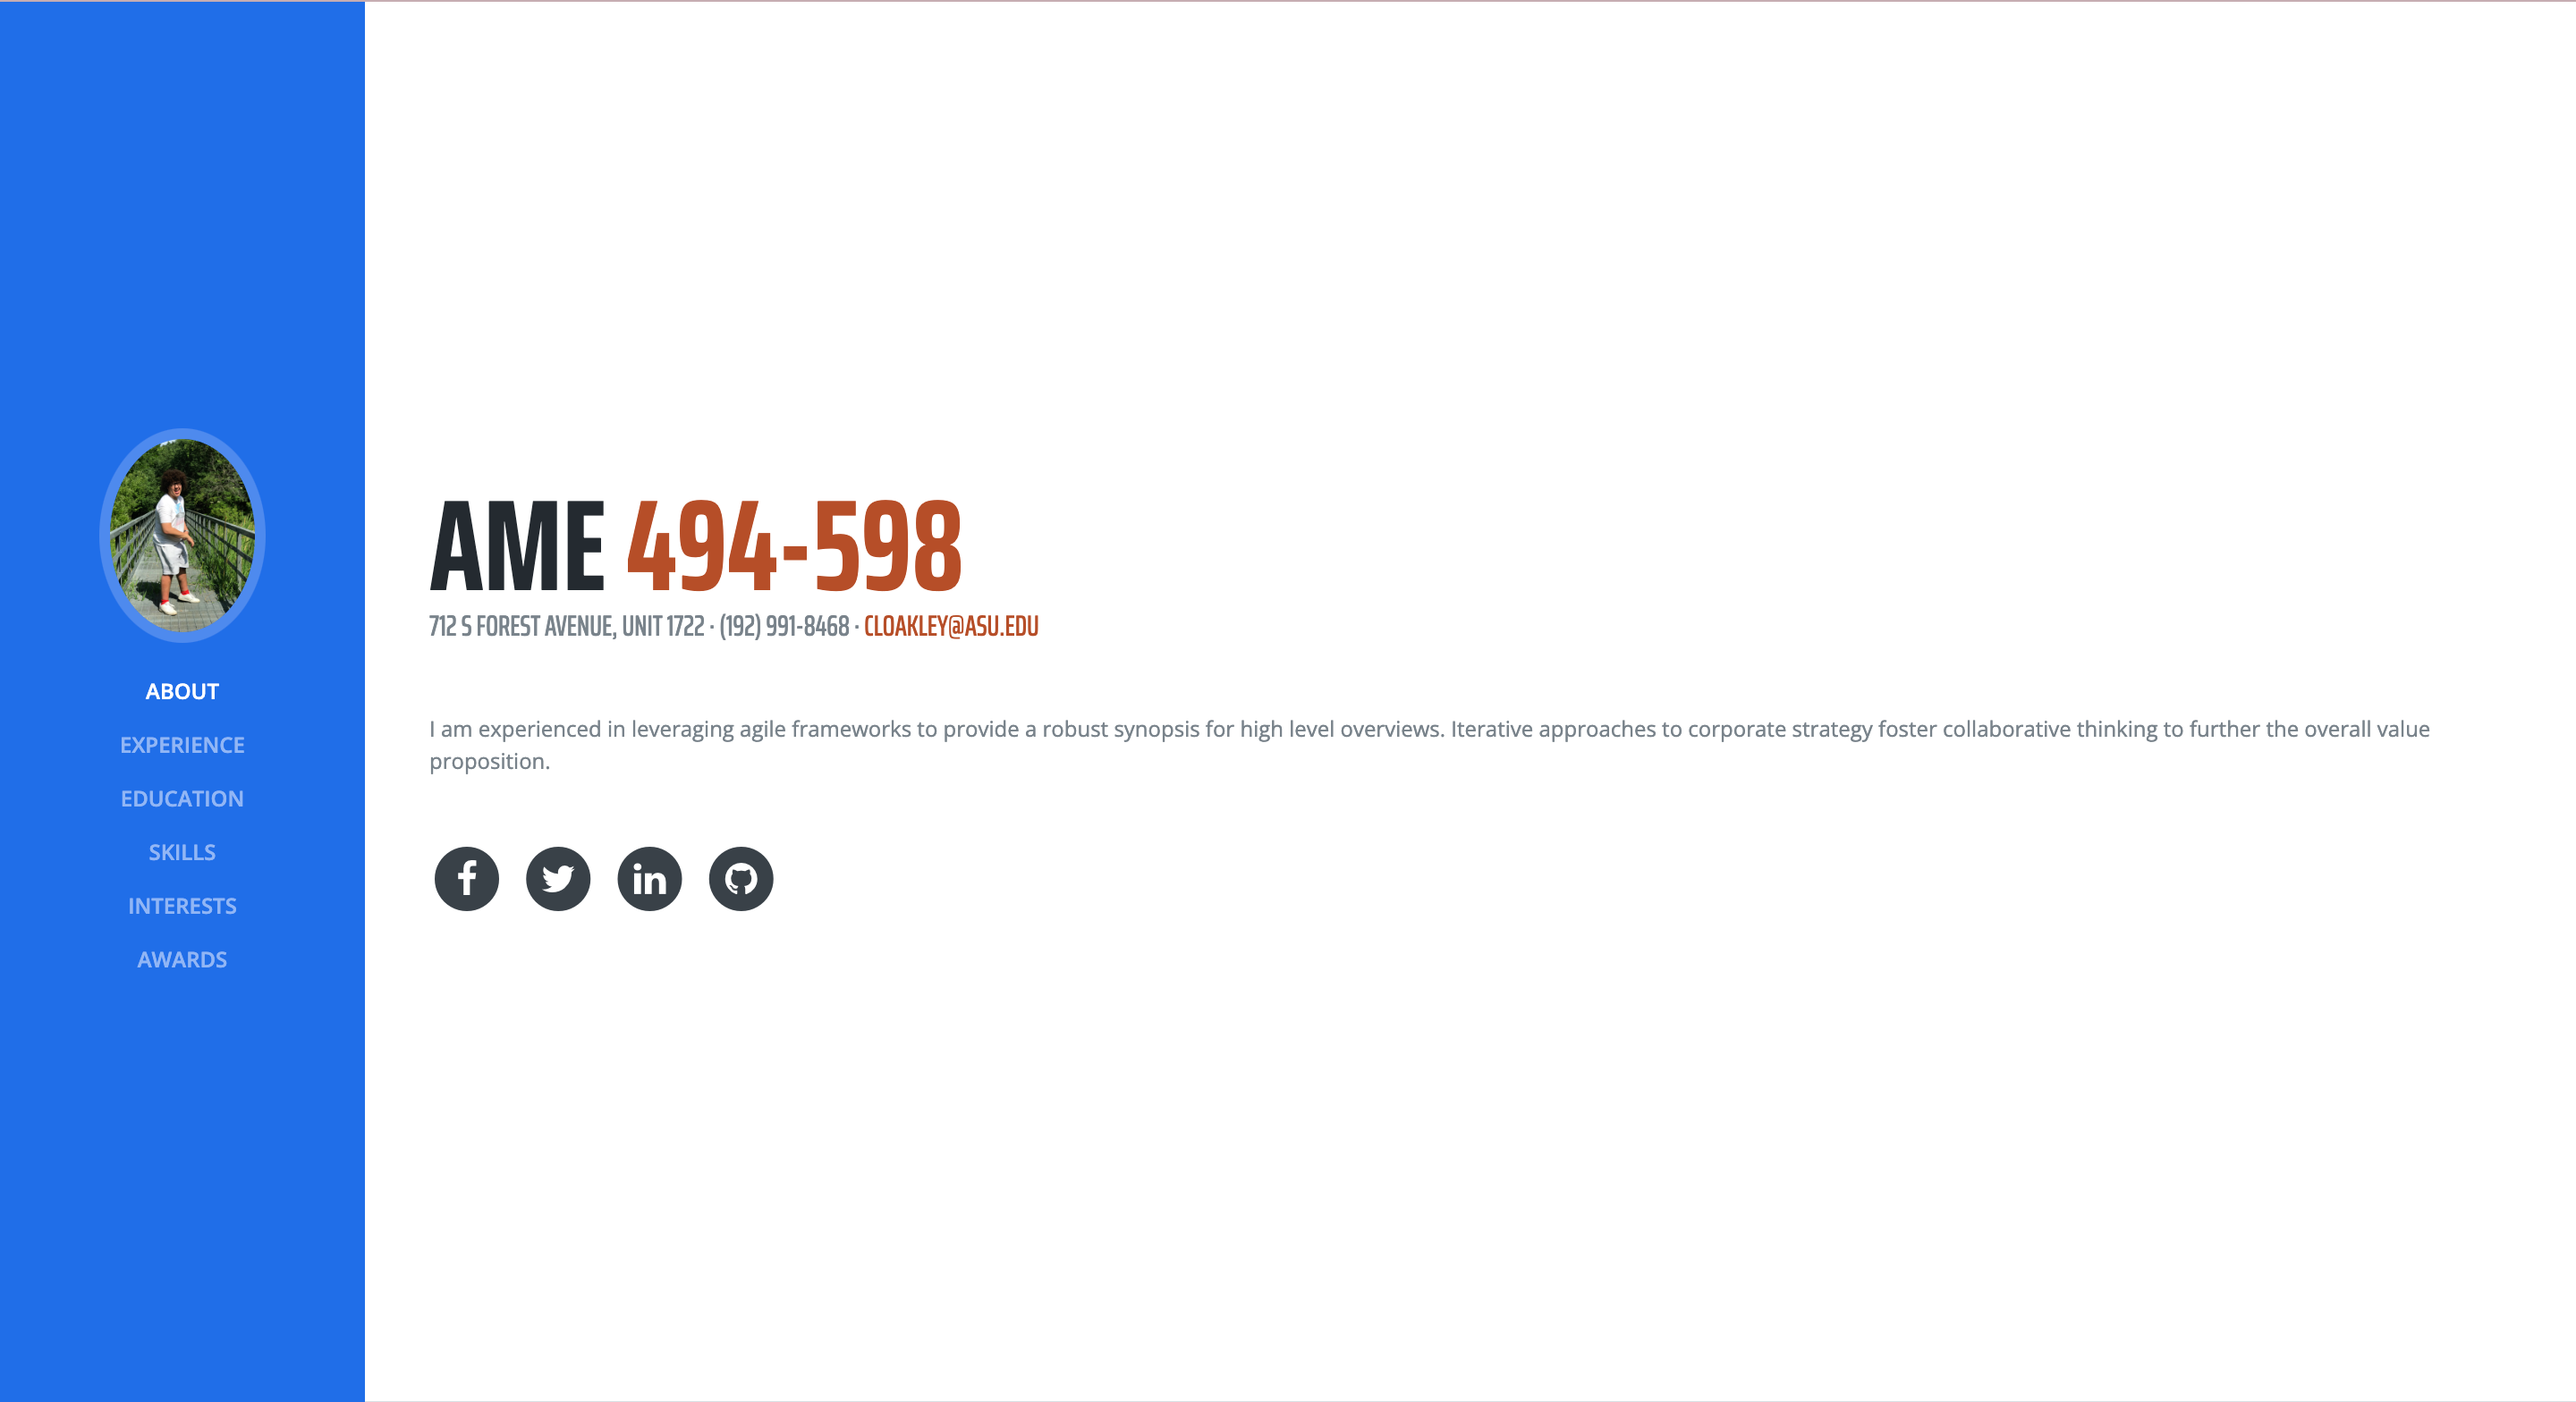 ABOUT
EXPERIENCE
EDUCATION
SKILLS
INTERESTS
AWARDS
AME 494-598
712 S FOREST AVENUE, UNIT 1722 · (192) 991-8468 · CLOAKLEY@ASU.EDU
I am experienced in leveraging agile frameworks to provide a robust synopsis for high level overviews. Iterative approaches to corporate strategy foster collaborative thinking to further the overall value
proposition.